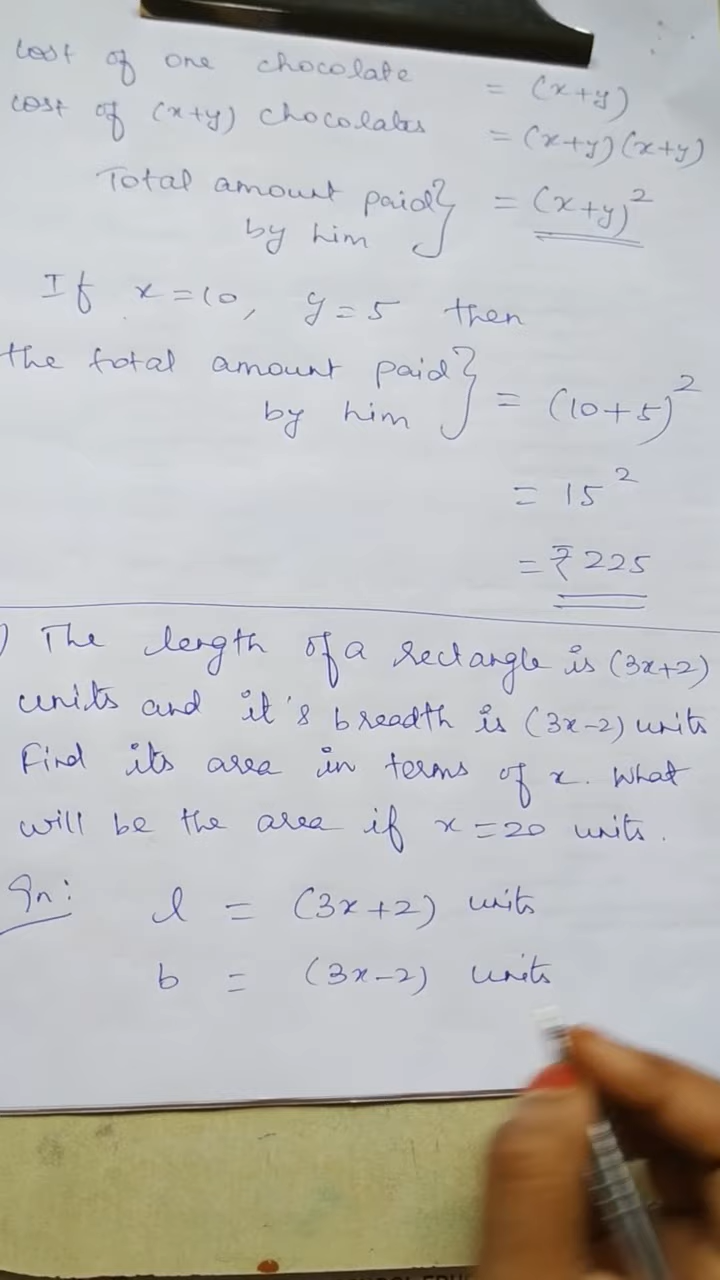 cost of one chocolate = (x+y)
cost of (x+y) chocolates = (x+y)(x+y)
Total amount paid } = (x+y)²
by him
If x=10, y=5 then
the total amount paid } = (10+5)²
by him
= 15²
= ₹225
) The length of a rectangle is (3x+2)
units and it's breadth is (3x-2) units
Find its area in terms of x. What
will be the area if x=20 units.
Gn: l = (3x+2) units
b = (3x-2) units